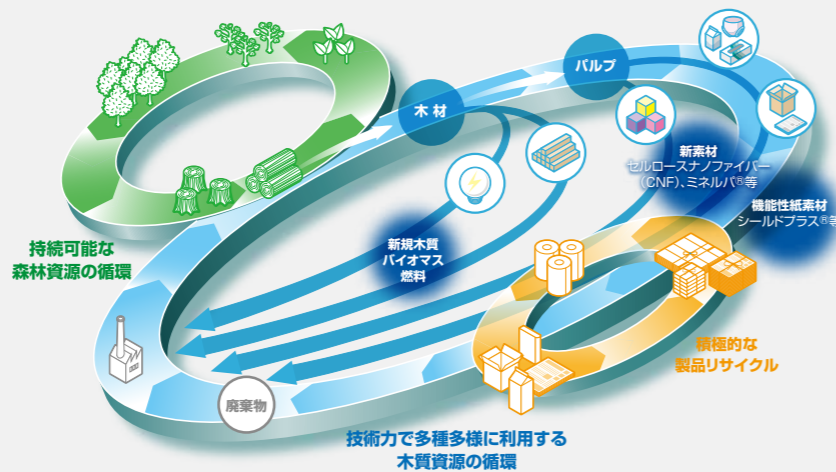 木材
パルプ
新素材
セルロースナノファイバー
(CNF)、ミネルパ®等
機能性紙素材
シールドプラス®等
持続可能な
森林資源の循環
新規木質
バイオマス
燃料
積極的な
製品リサイクル
廃棄物
技術力で多種多様に利用する
木質資源の循環